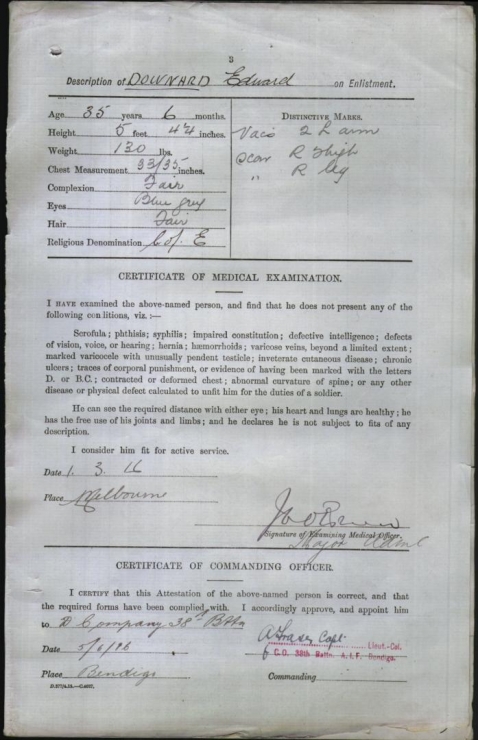 3
Description of DOWNARD Edward on Enlistment.
Age 35 years 6 months.
Height 5 feet 4¾ inches.
Weight 130 lbs.
Chest Measurement 33/35 inches.
Complexion Fair
Eyes Blue grey
Hair Fair
Religious Denomination C of E
DISTINCTIVE MARKS.
Vacs 2 L arm
Scar R Thigh
" R leg
CERTIFICATE OF MEDICAL EXAMINATION.
I HAVE examined the above-named person, and find that he does not present any of the
following conditions, viz. :—
Scrofula; phthisis; syphilis; impaired constitution; defective intelligence; defects
of vision, voice, or hearing; hernia; hæmorrhoids; varicose veins, beyond a limited extent;
marked varicocele with unusually pendent testicle; inveterate cutaneous disease; chronic
ulcers; traces of corporal punishment, or evidence of having been marked with the letters
D. or B.C.; contracted or deformed chest; abnormal curvature of spine; or any other
disease or physical defect calculated to unfit him for the duties of a soldier.
He can see the required distance with either eye; his heart and lungs are healthy; he
has the free use of his joints and limbs; and he declares he is not subject to fits of any
description.
I consider him fit for active service.
Date 1. 3. 16
Place Melbourne
Signature of Examining Medical Officer.
Major AAMC
CERTIFICATE OF COMMANDING OFFICER.
I CERTIFY that this Attestation of the above-named person is correct, and that
the required forms have been complied with. I accordingly approve, and appoint him
to D Company 38th Battn
Date
Place Bendigo
Capt
Lieut.-Col.
C.O. 38th Battn. A.I.F. Bendigo.
Commanding